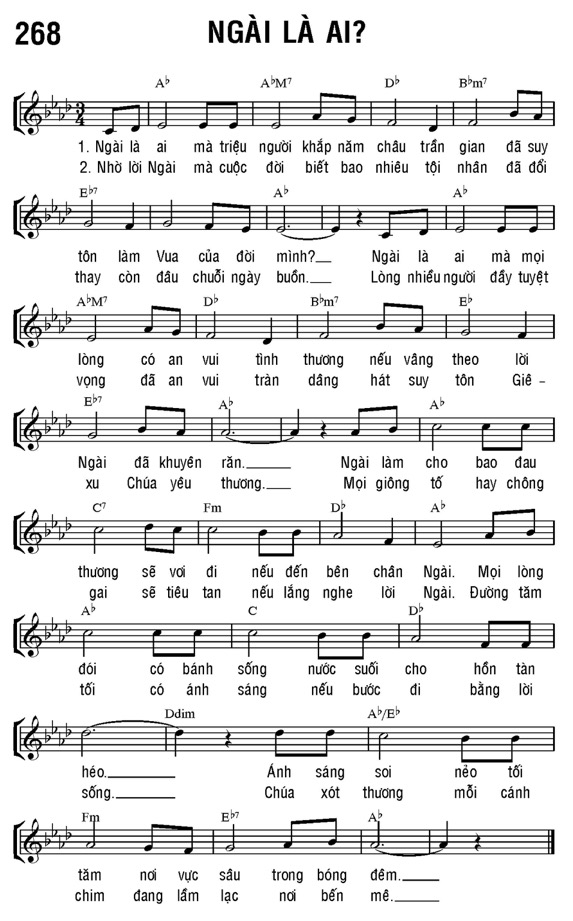 268 NGÀI LÀ AI?
A♭ A♭M7 D♭ B♭m7
1. Ngài là ai mà triệu người khắp năm châu trần gian đã suy
2. Nhờ lời Ngài mà cuộc đời biết bao nhiêu tội nhân đã đổi
E♭7 A♭ A♭
tôn làm Vua của đời mình?__ Ngài là ai mà mọi
thay còn đâu chuỗi ngày buồn.__ Lòng nhiều người đầy tuyệt
A♭M7 D♭ B♭m7 E♭
lòng có an vui tình thương nếu vâng theo lời
vọng đã an vui tràn dâng hát suy tôn Giê -
E♭7 A♭ A♭
Ngài đã khuyên răn.____ Ngài làm cho bao đau
xu Chúa yêu thương.____ Mọi giông tố hay chông
C7 Fm D♭ A♭
thương sẽ vơi đi nếu đến bên chân Ngài. Mọi lòng
gai sẽ tiêu tan nếu lắng nghe lời Ngài. Đường tăm
A♭ C D♭
đói có bánh sống nước suối cho hồn tàn
tối có ánh sáng nếu bước đi bằng lời
Ddim A♭/E♭
héo.______ Ánh sáng soi nẻo tối
sống.______ Chúa xót thương mỗi cánh
Fm E♭7 A♭
tăm nơi vực sâu trong bóng đêm.____
chim đang lầm lạc nơi bến mê.____